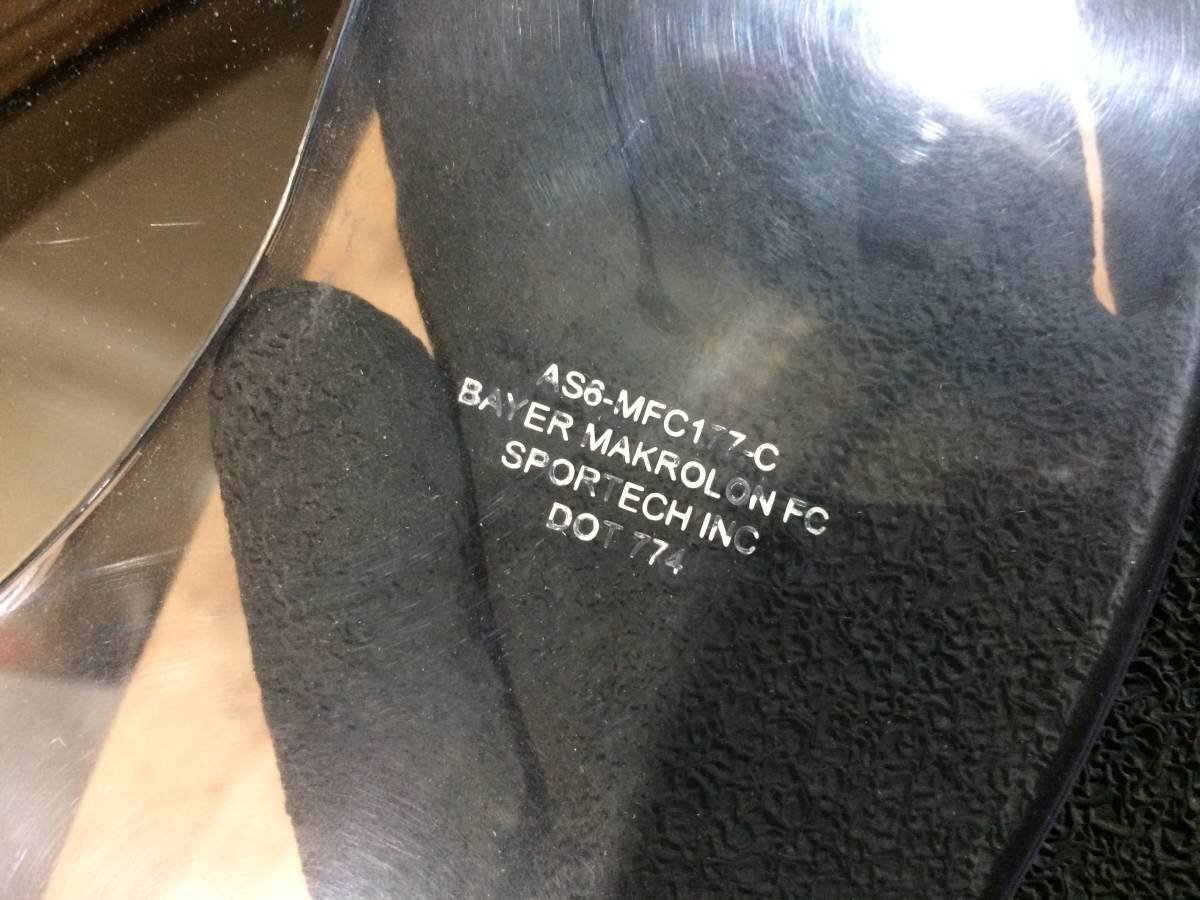 AS6-MFC177-C
BAYER MAKROLON FC
SPORTECH INC
DOT 774